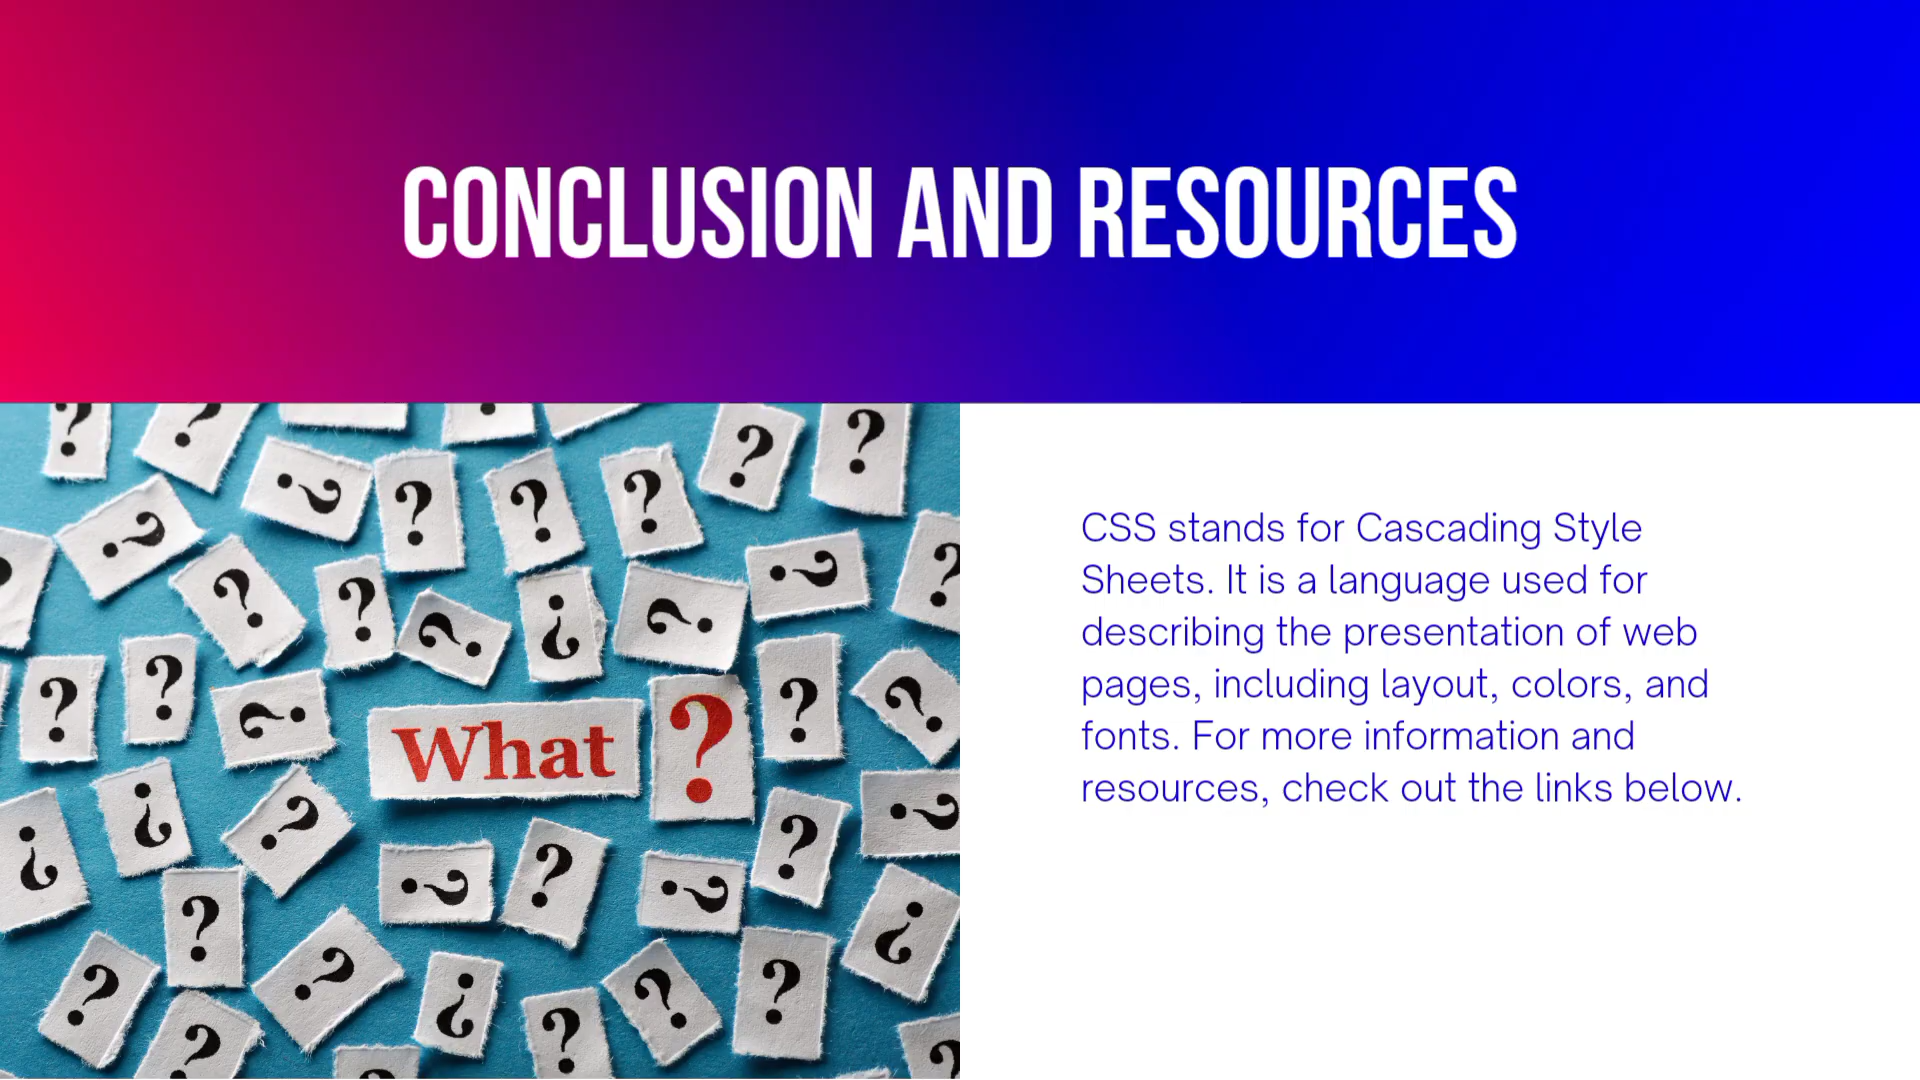 CONCLUSION AND RESOURCES
What ?
CSS stands for Cascading Style
Sheets. It is a language used for
describing the presentation of web
pages, including layout, colors, and
fonts. For more information and
resources, check out the links below.